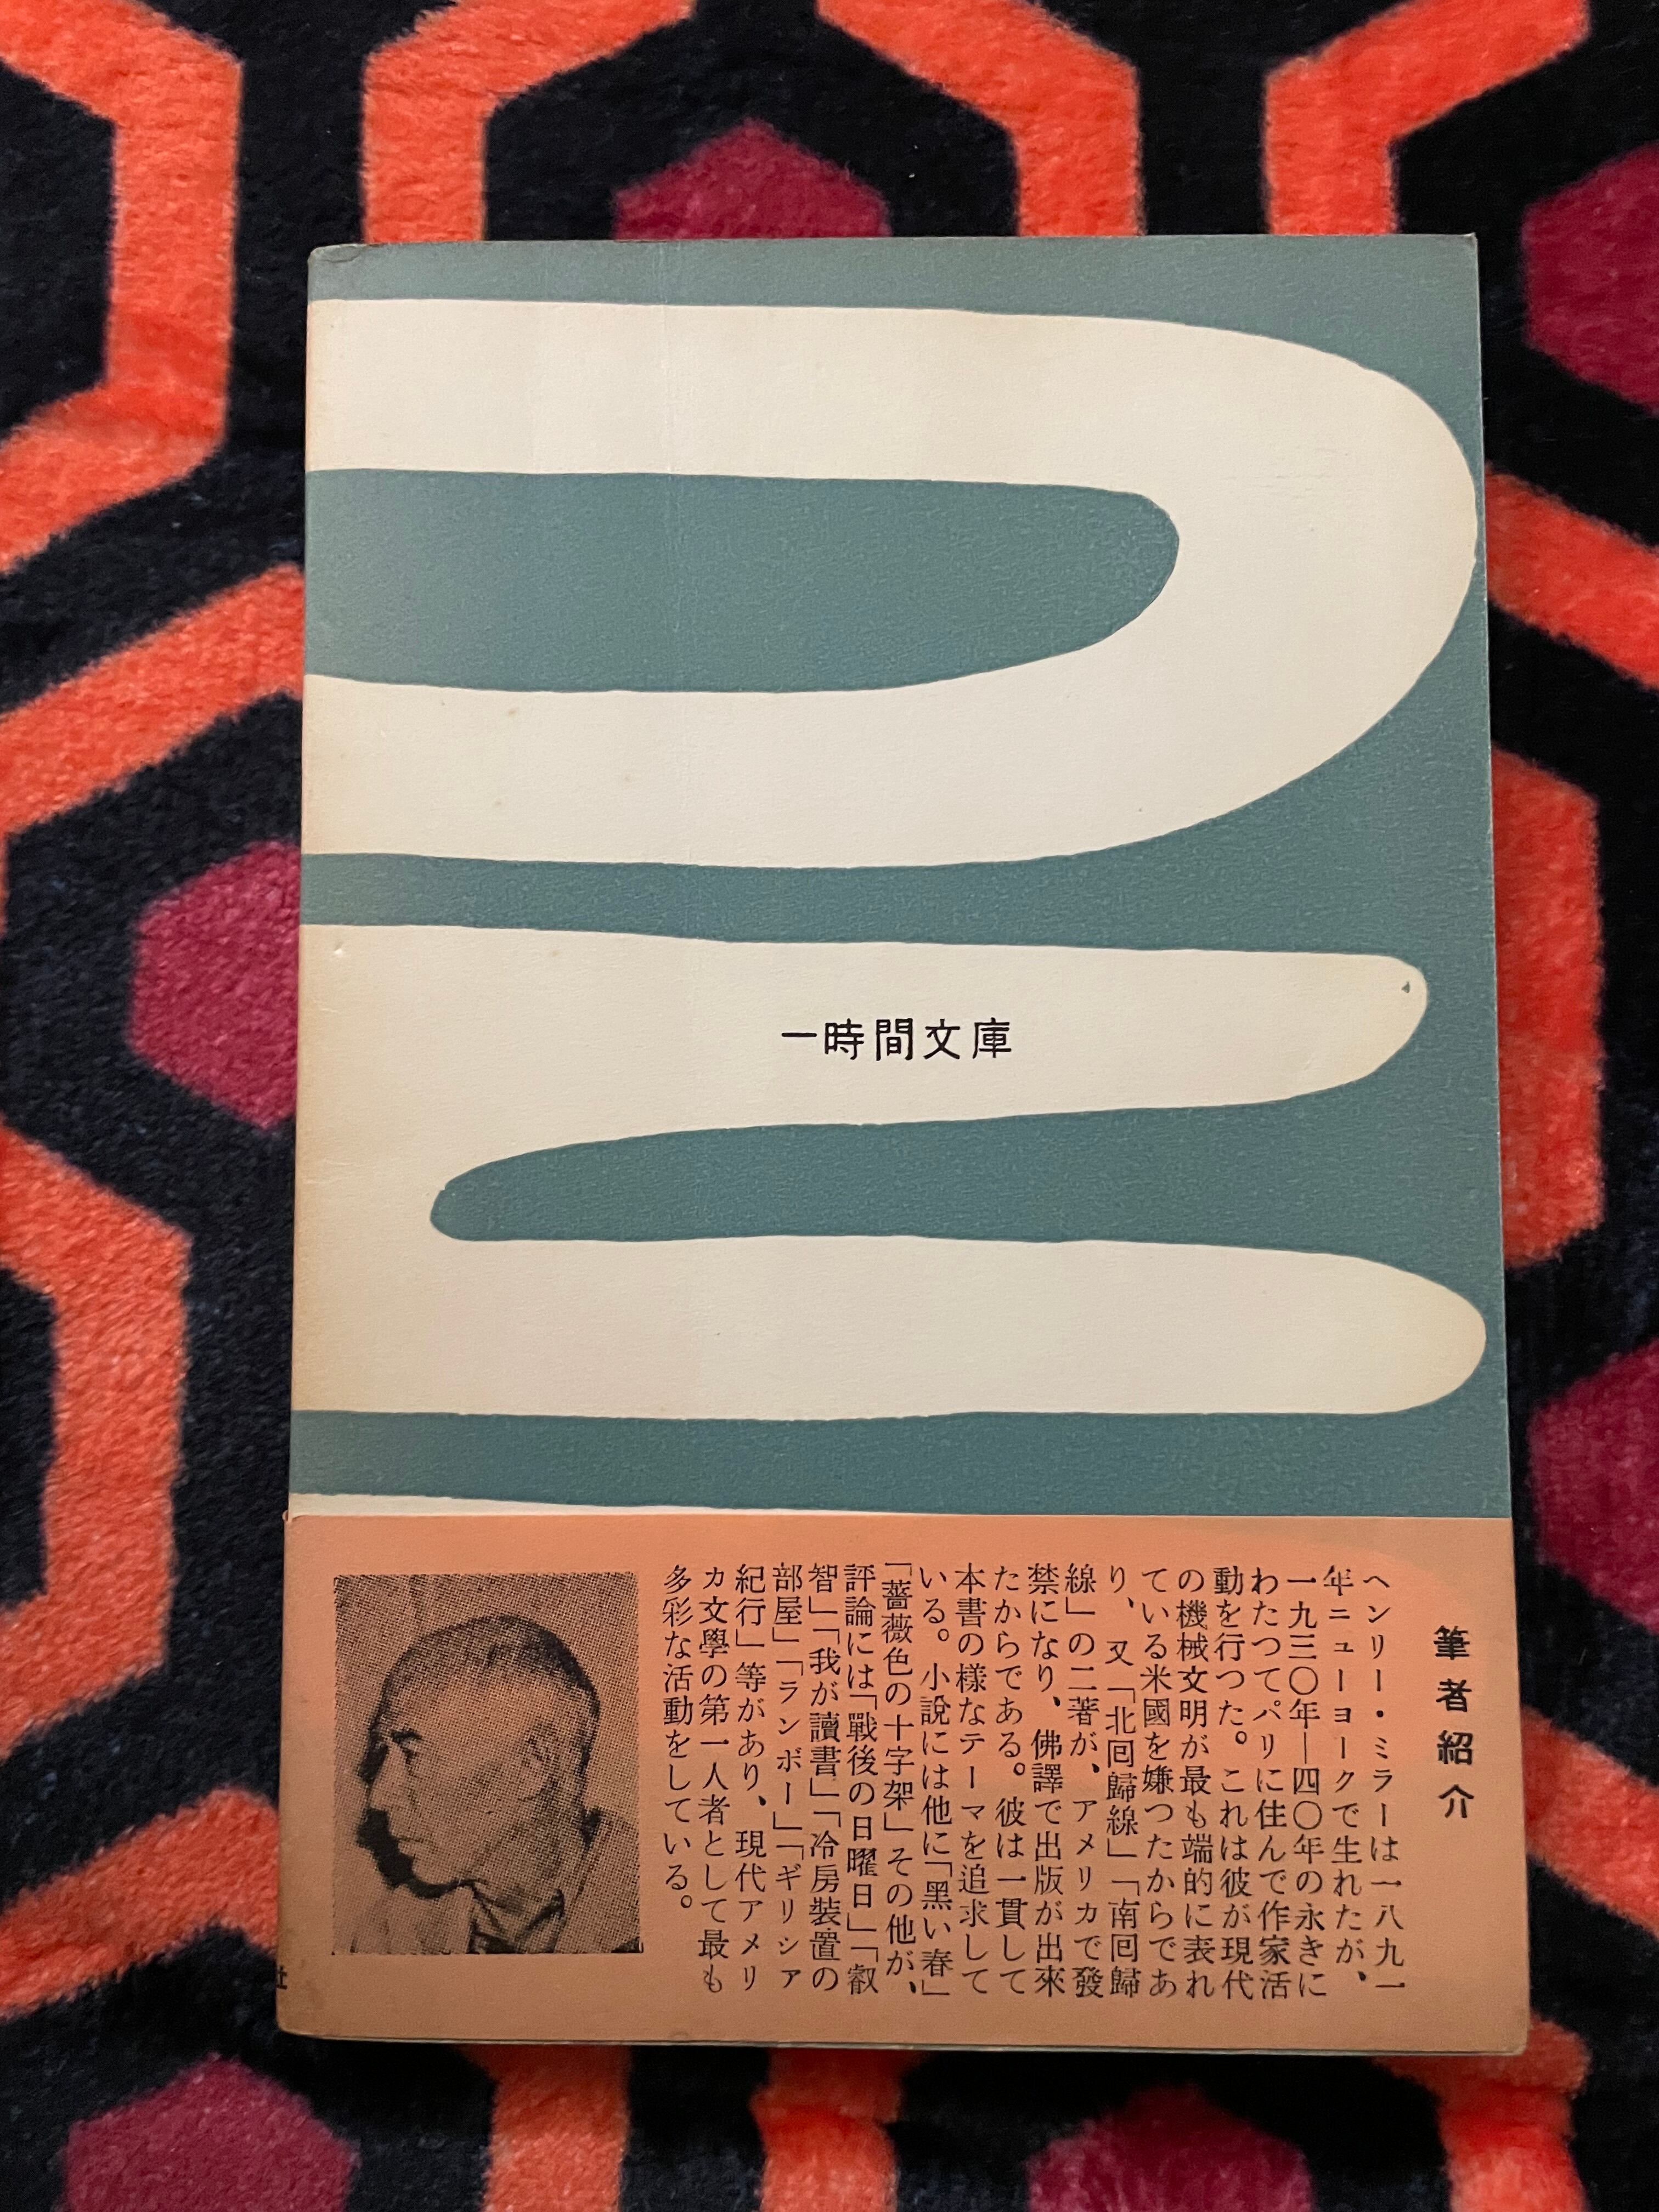 一時間文庫
筆者紹介
ヘンリー・ミラーは一八九一
年ニューヨークで生れたが、
一九三〇年―四〇年の永きに
わたつてパリに住んで作家活
動を行つた。これは彼が現代
の機械文明が最も端的に表れ
ている米國を嫌つたからであ
り、又「北回歸線」「南回歸
線」の二著が、アメリカで發
禁になり、佛譯で出版が出來
たからである。彼は一貫して
本書の樣なテーマを追求して
いる。小說には他に「黑い春」
「薔薇色の十字架」その他が、
評論には「戰後の日曜日」「叡
智」「我が讀書」「冷房裝置の
部屋」「ランボー」「ギリシア
紀行」等があり、現代アメリ
カ文學の第一人者として最も
多彩な活動をしている。
社